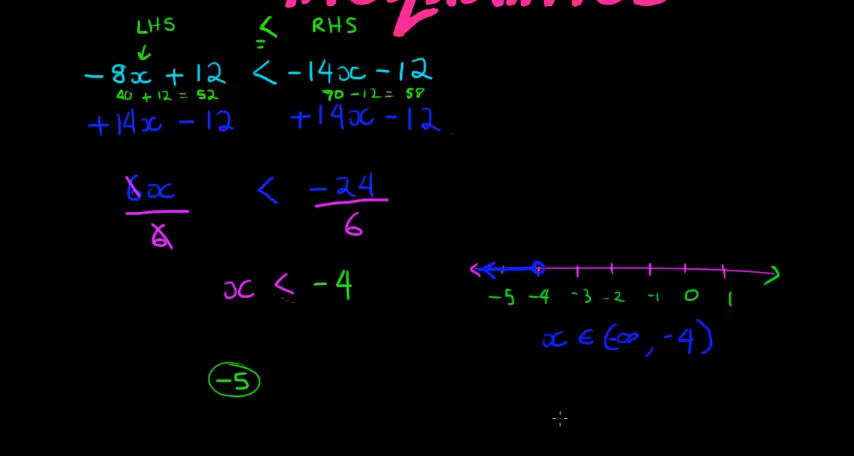 Inequalities
LHS < RHS
-8x + 12 < -14x - 12
40 + 12 = 52 70 - 12 = 58
+14x - 12 +14x - 12
6x < -24
6 6
x < -4
-5 -4 -3 -2 -1 0 1
x ∈ (-∞, -4)
-5